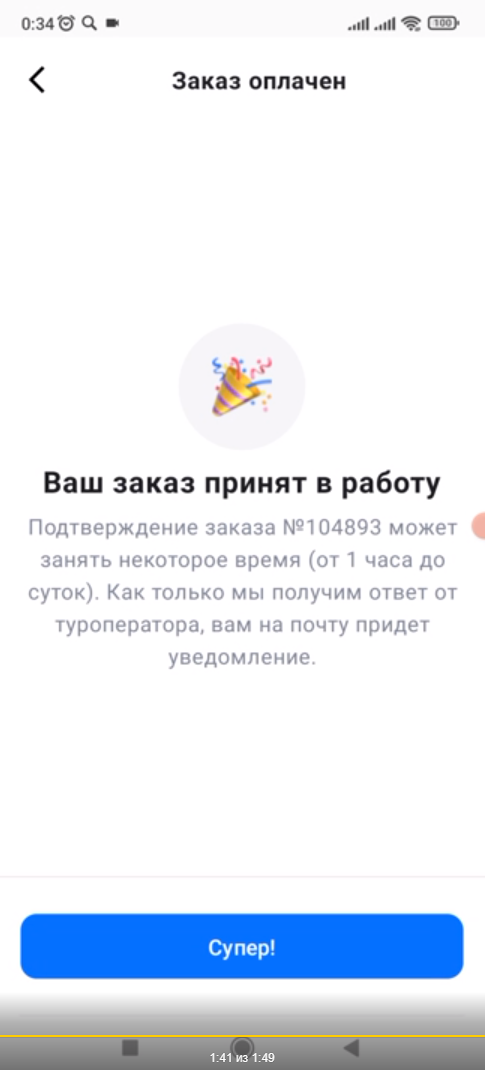 0:34
100
Заказ оплачен
Ваш заказ принят в работу
Подтверждение заказа №104893 может
занять некоторое время (от 1 часа до
суток). Как только мы получим ответ от
туроператора, вам на почту придет
уведомление.
Супер!
1:41 из 1:49